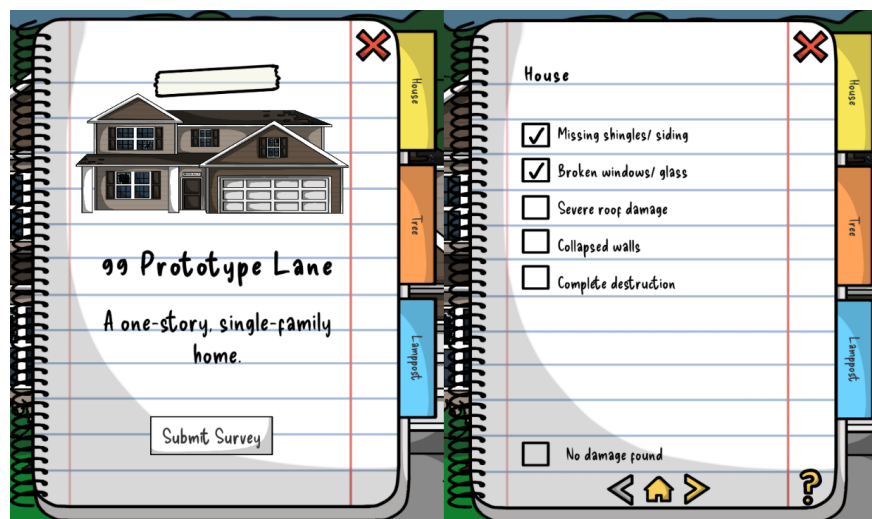 99 Prototype Lane
A one-story, single-family
home.
Submit Survey
House
Tree
Lamppost
House
Missing shingles/ siding
Broken windows/ glass
Severe roof damage
Collapsed walls
Complete destruction
No damage found
?
House
Tree
Lamppost